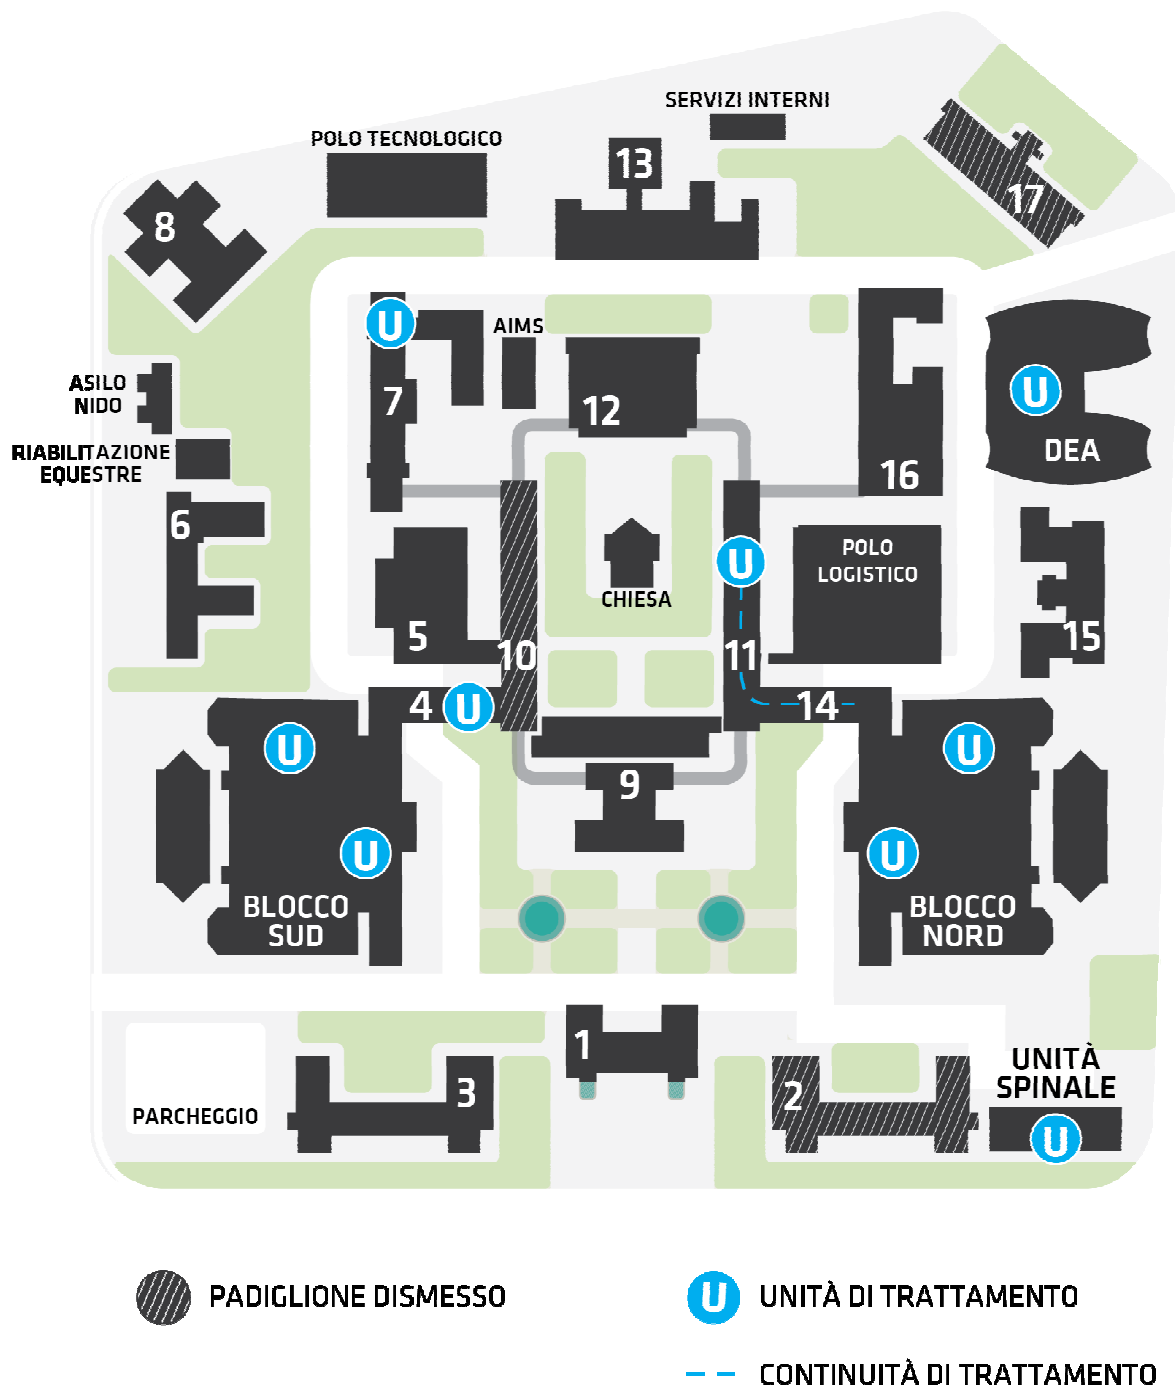 SERVIZI INTERNI
POLO TECNOLOGICO
13
17
8
U
AIMS
7
12
ASILO
NIDO
U
DEA
RIABILITAZIONE
EQUESTRE
16
6
POLO
LOGISTICO
U
CHIESA
5
10
11
15
4
U
14
U
U
9
U
U
BLOCCO
SUD
BLOCCO
NORD
1
UNITÀ
SPINALE
3
2
PARCHEGGIO
U
PADIGLIONE DISMESSO
U UNITÀ DI TRATTAMENTO
CONTINUITÀ DI TRATTAMENTO